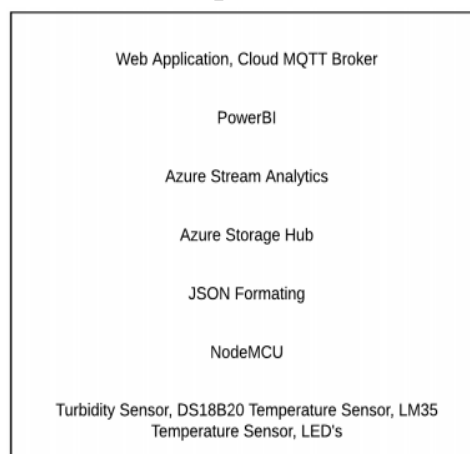 Web Application, Cloud MQTT Broker
PowerBI
Azure Stream Analytics
Azure Storage Hub
JSON Formating
NodeMCU
Turbidity Sensor, DS18B20 Temperature Sensor, LM35
Temperature Sensor, LED's